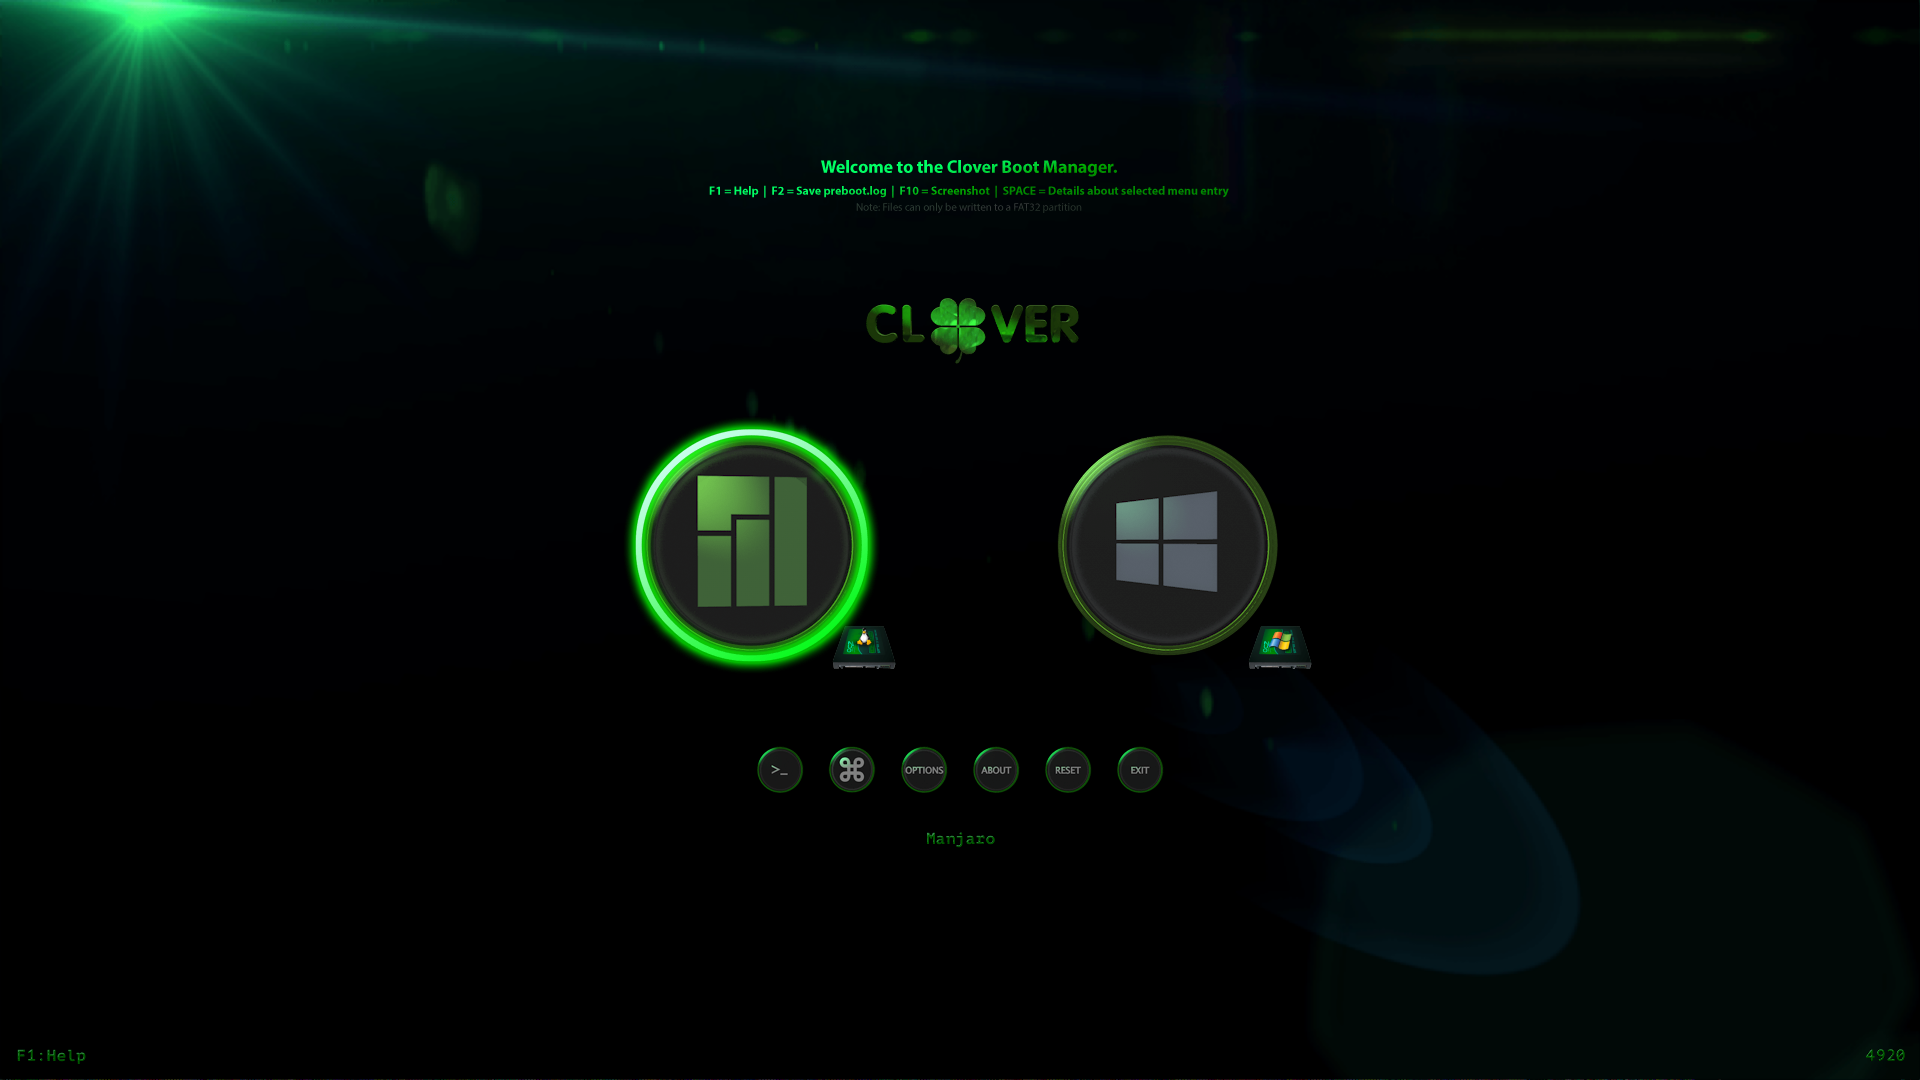 Welcome to the Clover Boot Manager.
F1 = Help | F2 = Save preboot.log | F10 = Screenshot | SPACE = Details about selected menu entry
Note: Files can only be written to a FAT32 partition
CLOVER
>_
OPTIONS
ABOUT
RESET
EXIT
Manjaro
F1:Help
4920